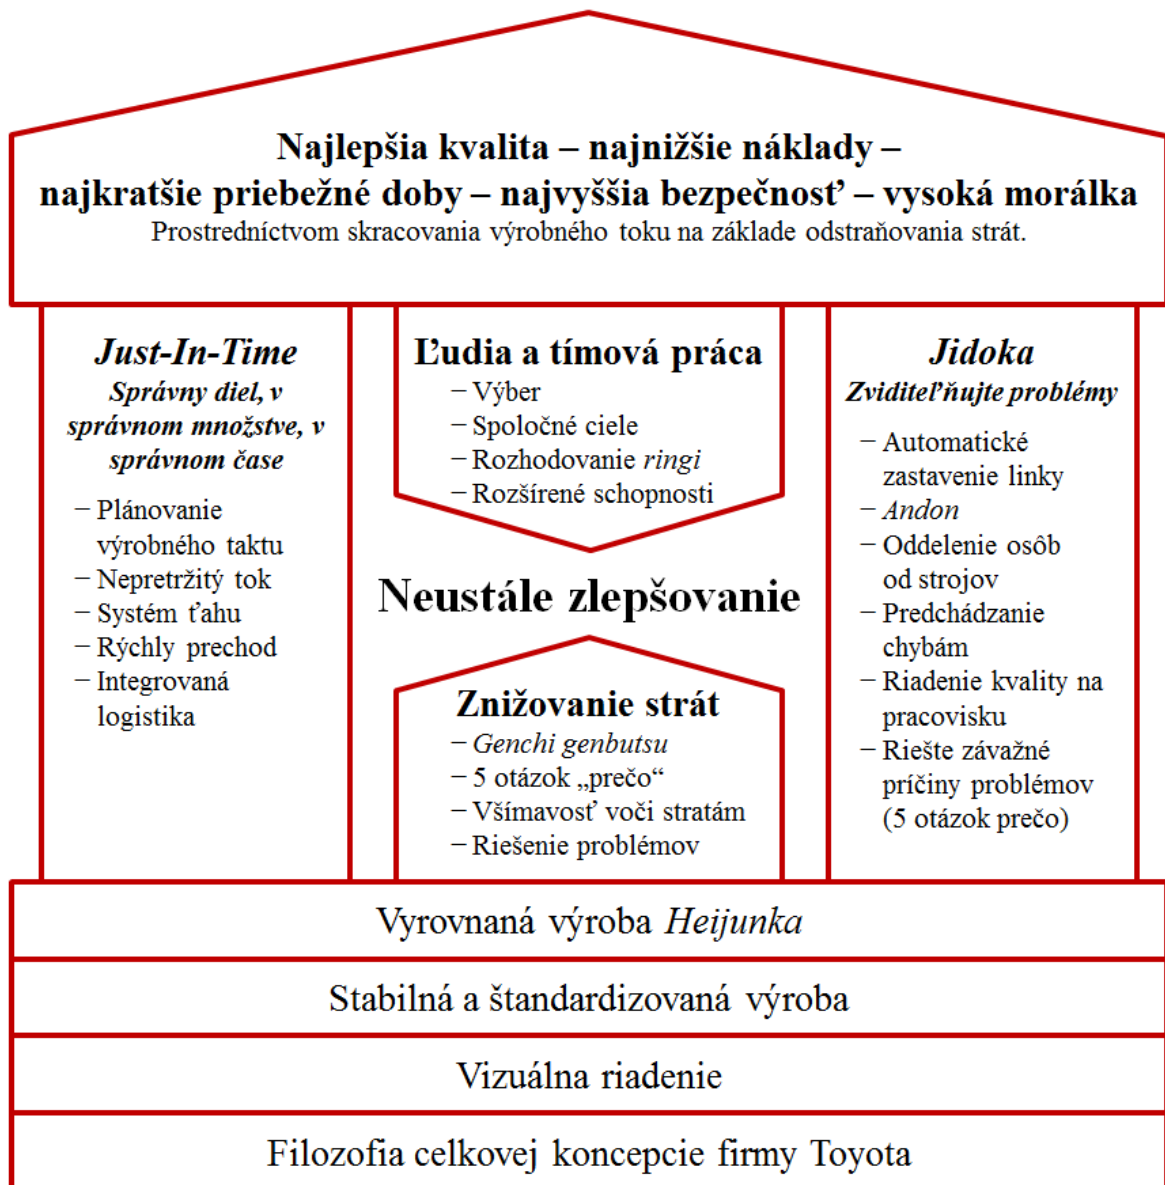 Najlepšia kvalita – najnižšie náklady –
najkratšie priebežné doby – najvyššia bezpečnosť – vysoká morálka
Prostredníctvom skracovania výrobného toku na základe odstraňovania strát.
Just-In-Time
Správny diel, v
správnom množstve, v
správnom čase
– Plánovanie
výrobného taktu
– Nepretržitý tok
– Systém ťahu
– Rýchly prechod
– Integrovaná
logistika
Ľudia a tímová práca
– Výber
– Spoločné ciele
– Rozhodovanie ringi
– Rozšírené schopnosti
Neustále zlepšovanie
Znižovanie strát
– Genchi genbutsu
– 5 otázok „prečo“
– Všímavosť voči stratám
– Riešenie problémov
Jidoka
Zviditeľňujte problémy
– Automatické
zastavenie linky
– Andon
– Oddelenie osôb
od strojov
– Predchádzanie
chybám
– Riadenie kvality na
pracovisku
– Riešte závažné
príčiny problémov
(5 otázok prečo)
Vyrovnaná výroba Heijunka
Stabilná a štandardizovaná výroba
Vizuálna riadenie
Filozofia celkovej koncepcie firmy Toyota